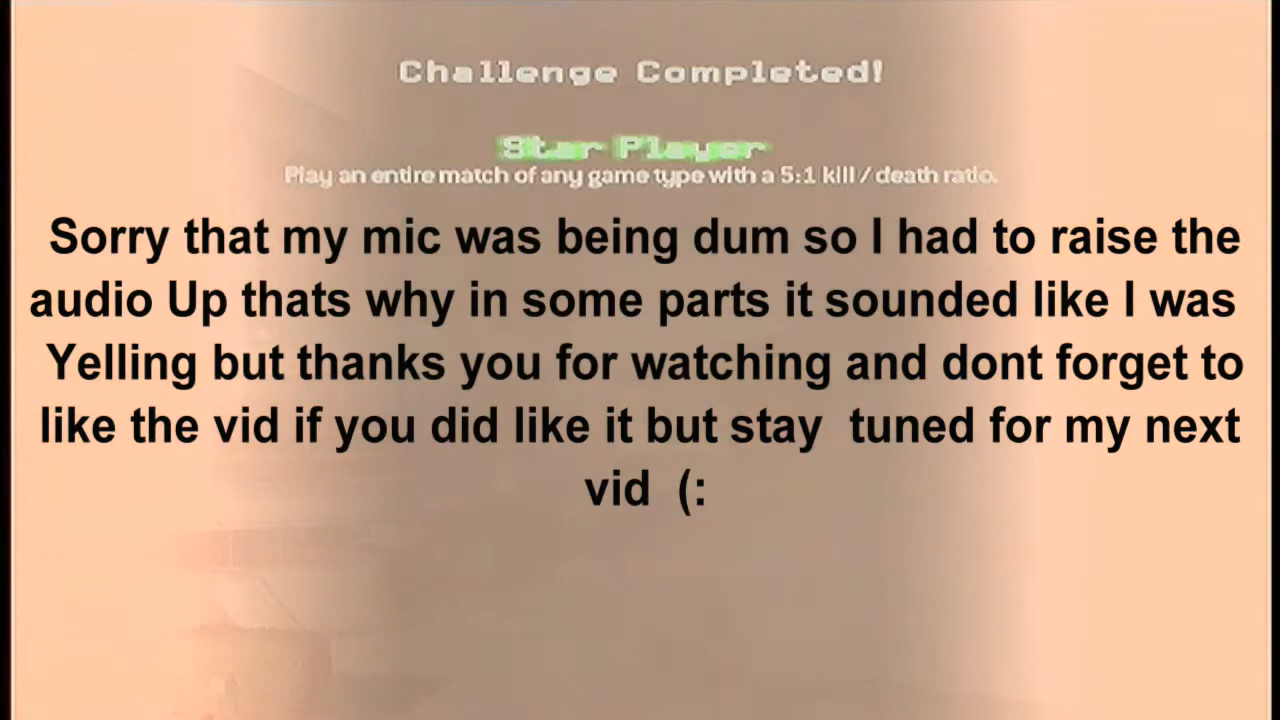 Challenge Completed!
Star Player
Play an entire match of any game type with a 5:1 kill / death ratio.
Sorry that my mic was being dum so I had to raise the
audio Up thats why in some parts it sounded like I was
Yelling but thanks you for watching and dont forget to
like the vid if you did like it but stay tuned for my next
vid (: